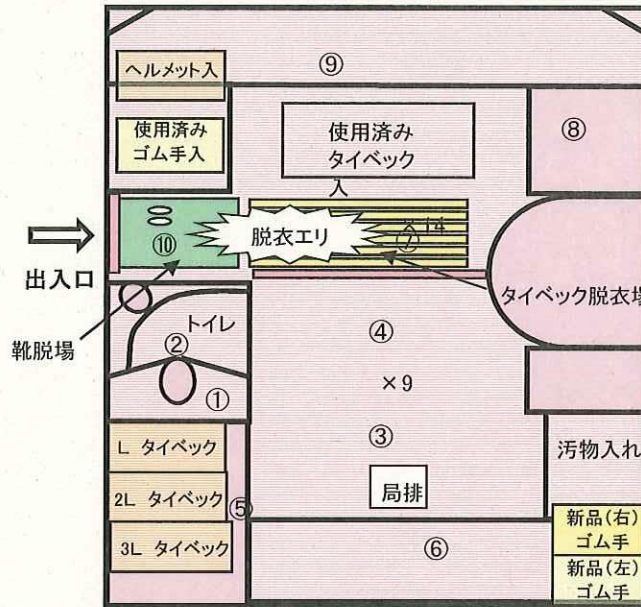 ⑨
ヘルメット入
使用済み
ゴム手入
使用済み
タイベック
入
⑧
⑩
脱衣エリ
×14
⑦
出入口
タイベック脱衣場
靴脱場
トイレ
②
①
④
×9
③
局排
L タイベック
2L タイベック
3L タイベック
⑤
⑥
汚物入れ
新品(右)
ゴム手
新品(左)
ゴム手